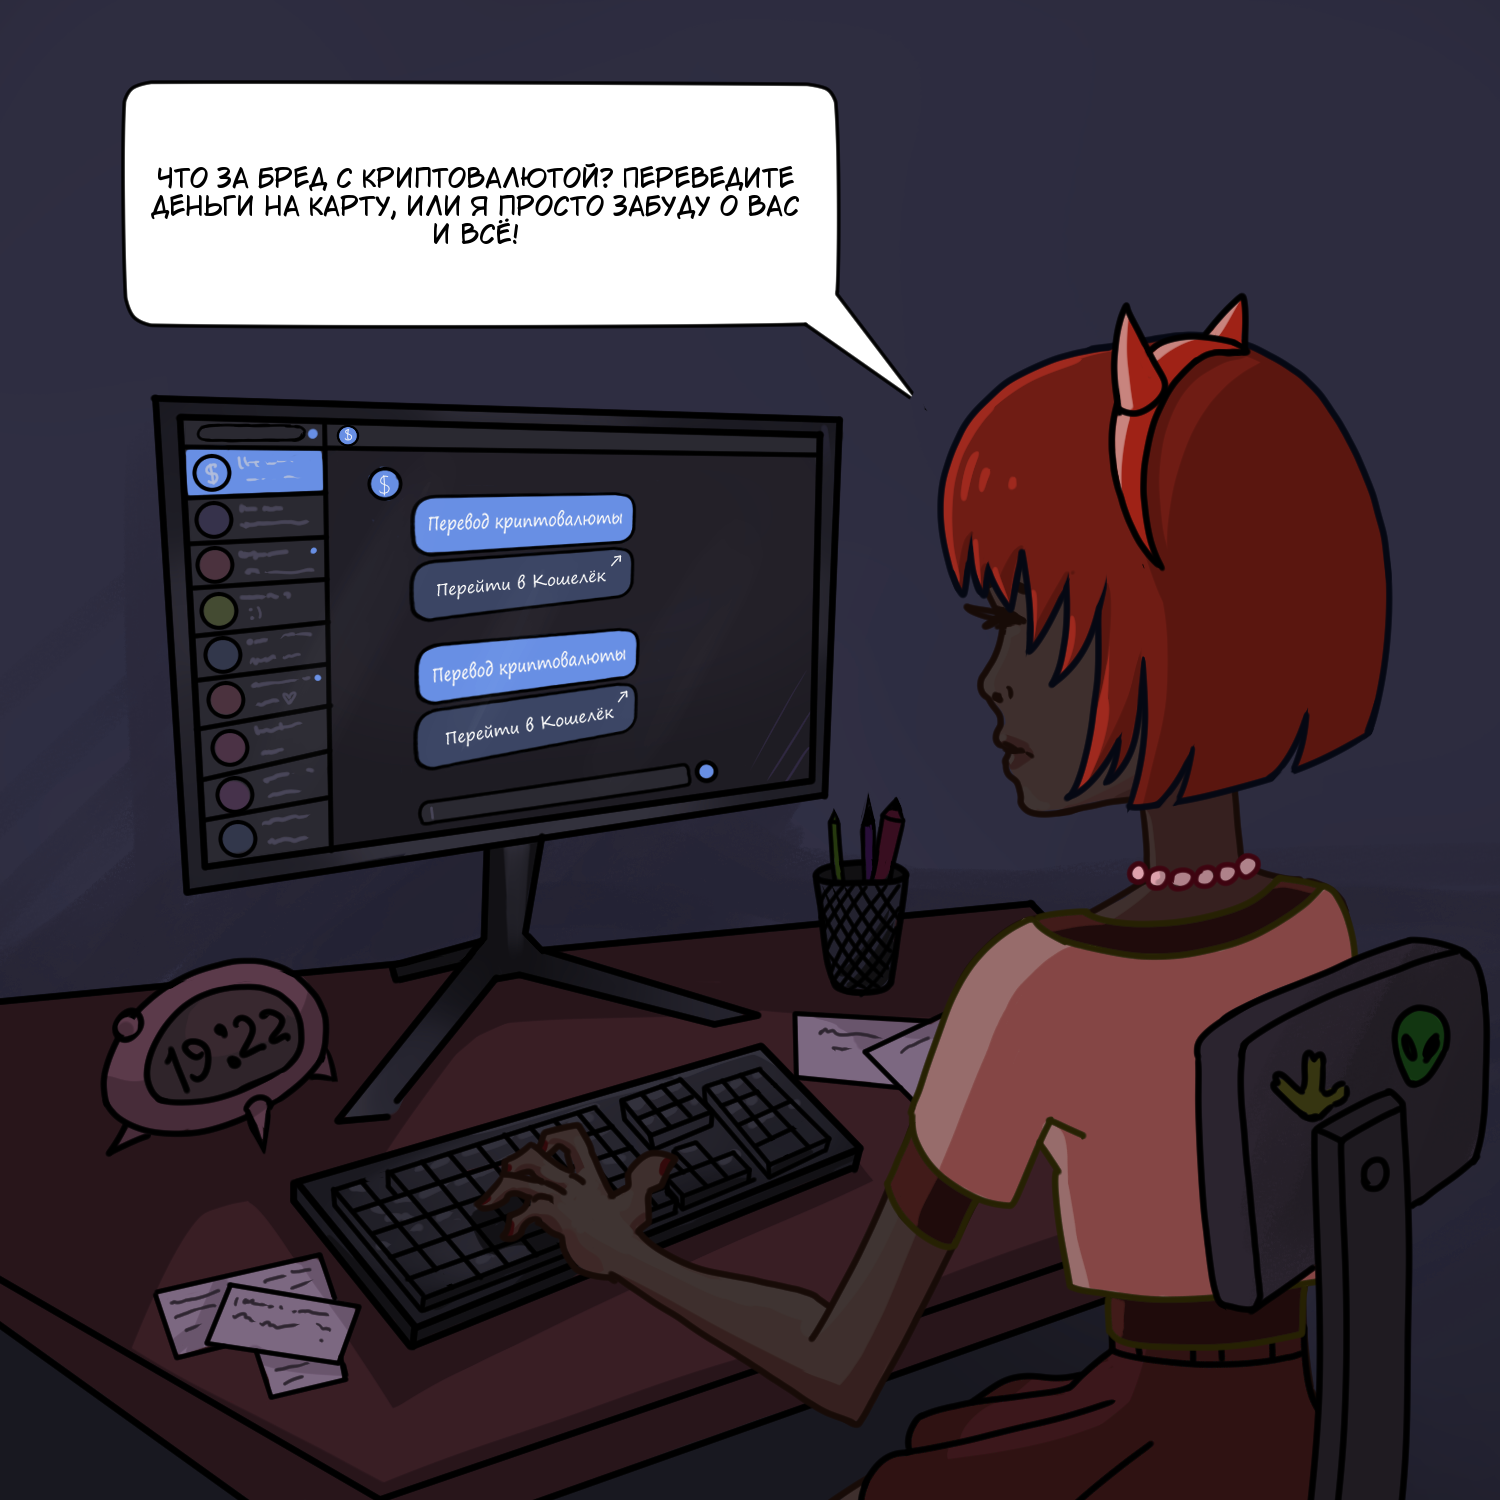 ЧТО ЗА БРЕД С КРИПТОВАЛЮТОЙ? ПЕРЕВЕДИТЕ
ДЕНЬГИ НА КАРТУ, ИЛИ Я ПРОСТО ЗАБУДУ О ВАС
И ВСЁ!
$
$
$
Перевод криптовалюты
Перейти в Кошелёк
:)
Перевод криптовалюты
Перейти в Кошелёк
19:22